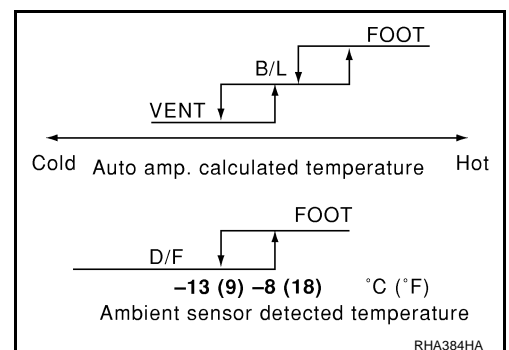 FOOT
B/L
VENT
Cold Auto amp. calculated temperature Hot
FOOT
D/F
–13 (9) –8 (18) ˚C (˚F)
Ambient sensor detected temperature
RHA384HA